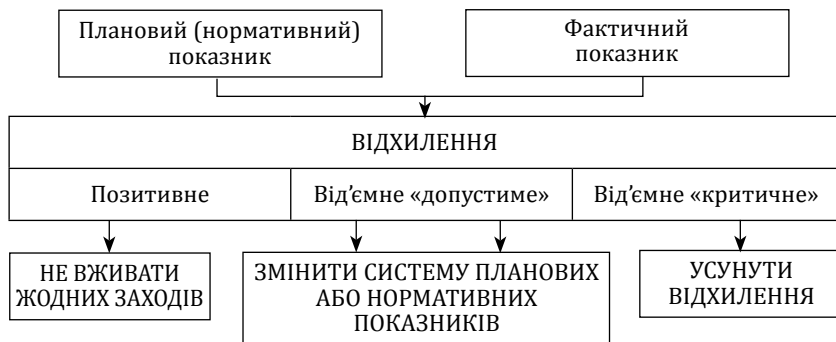 Плановий (нормативний)
показник
Фактичний
показник
ВІДХИЛЕННЯ
Позитивне
Від’ємне «допустиме»
Від’ємне «критичне»
НЕ ВЖИВАТИ
ЖОДНИХ ЗАХОДІВ
ЗМІНИТИ СИСТЕМУ ПЛАНОВИХ
АБО НОРМАТИВНИХ
ПОКАЗНИКІВ
УСУНУТИ
ВІДХИЛЕННЯ